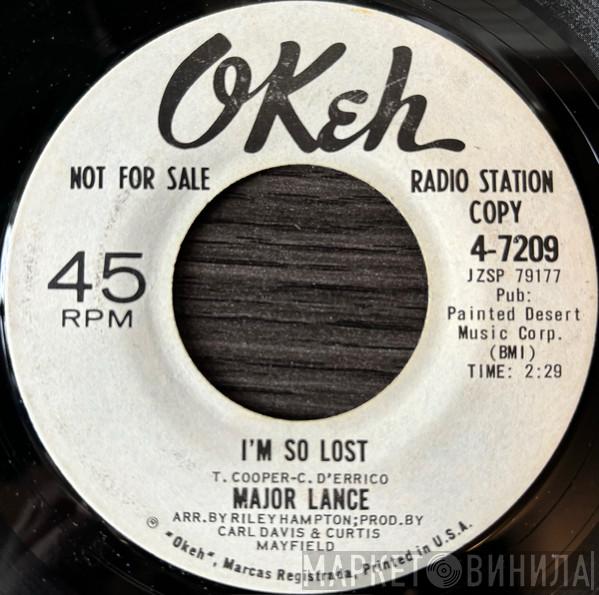 OKeh
NOT FOR SALE
RADIO STATION
COPY
4-7209
JZSP 79177
Pub:
Painted Desert
Music Corp.
(BMI)
TIME: 2:29
45
RPM
I'M SO LOST
T. COOPER-C. D'ERRICO
MAJOR LANCE
ARR.BY RILEY HAMPTON; PROD.BY
CARL DAVIS & CURTIS
MAYFIELD
℗ "Okeh", Marcas Registrada, Printed in U.S.A.
МАРКЕТ ВИНИЛА